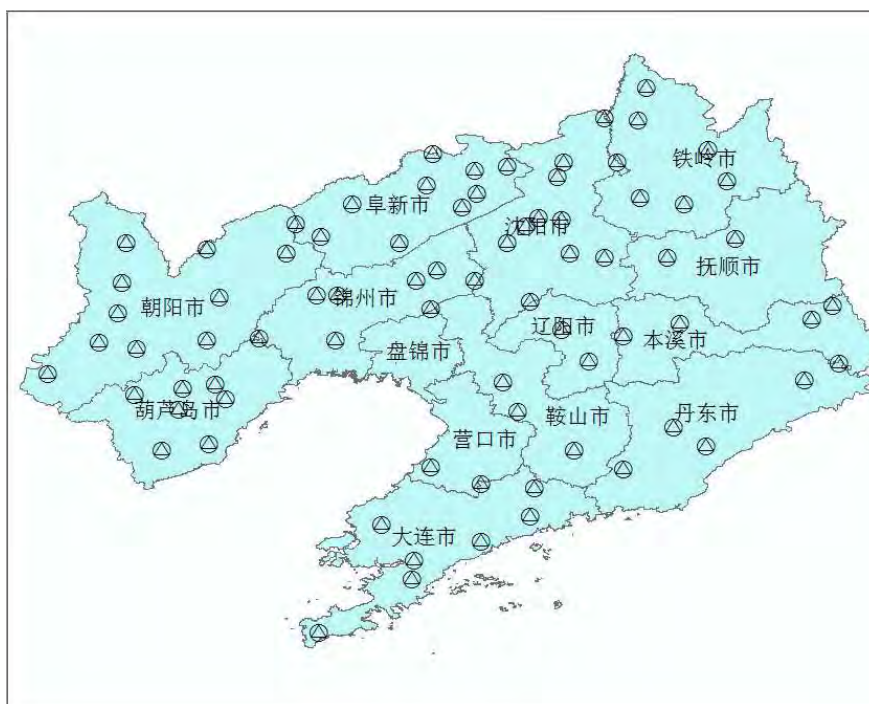 铁岭市
阜新市
沈阳市
抚顺市
朝阳市
锦州市
辽阳市
本溪市
盘锦市
葫芦岛市
鞍山市
丹东市
营口市
大连市